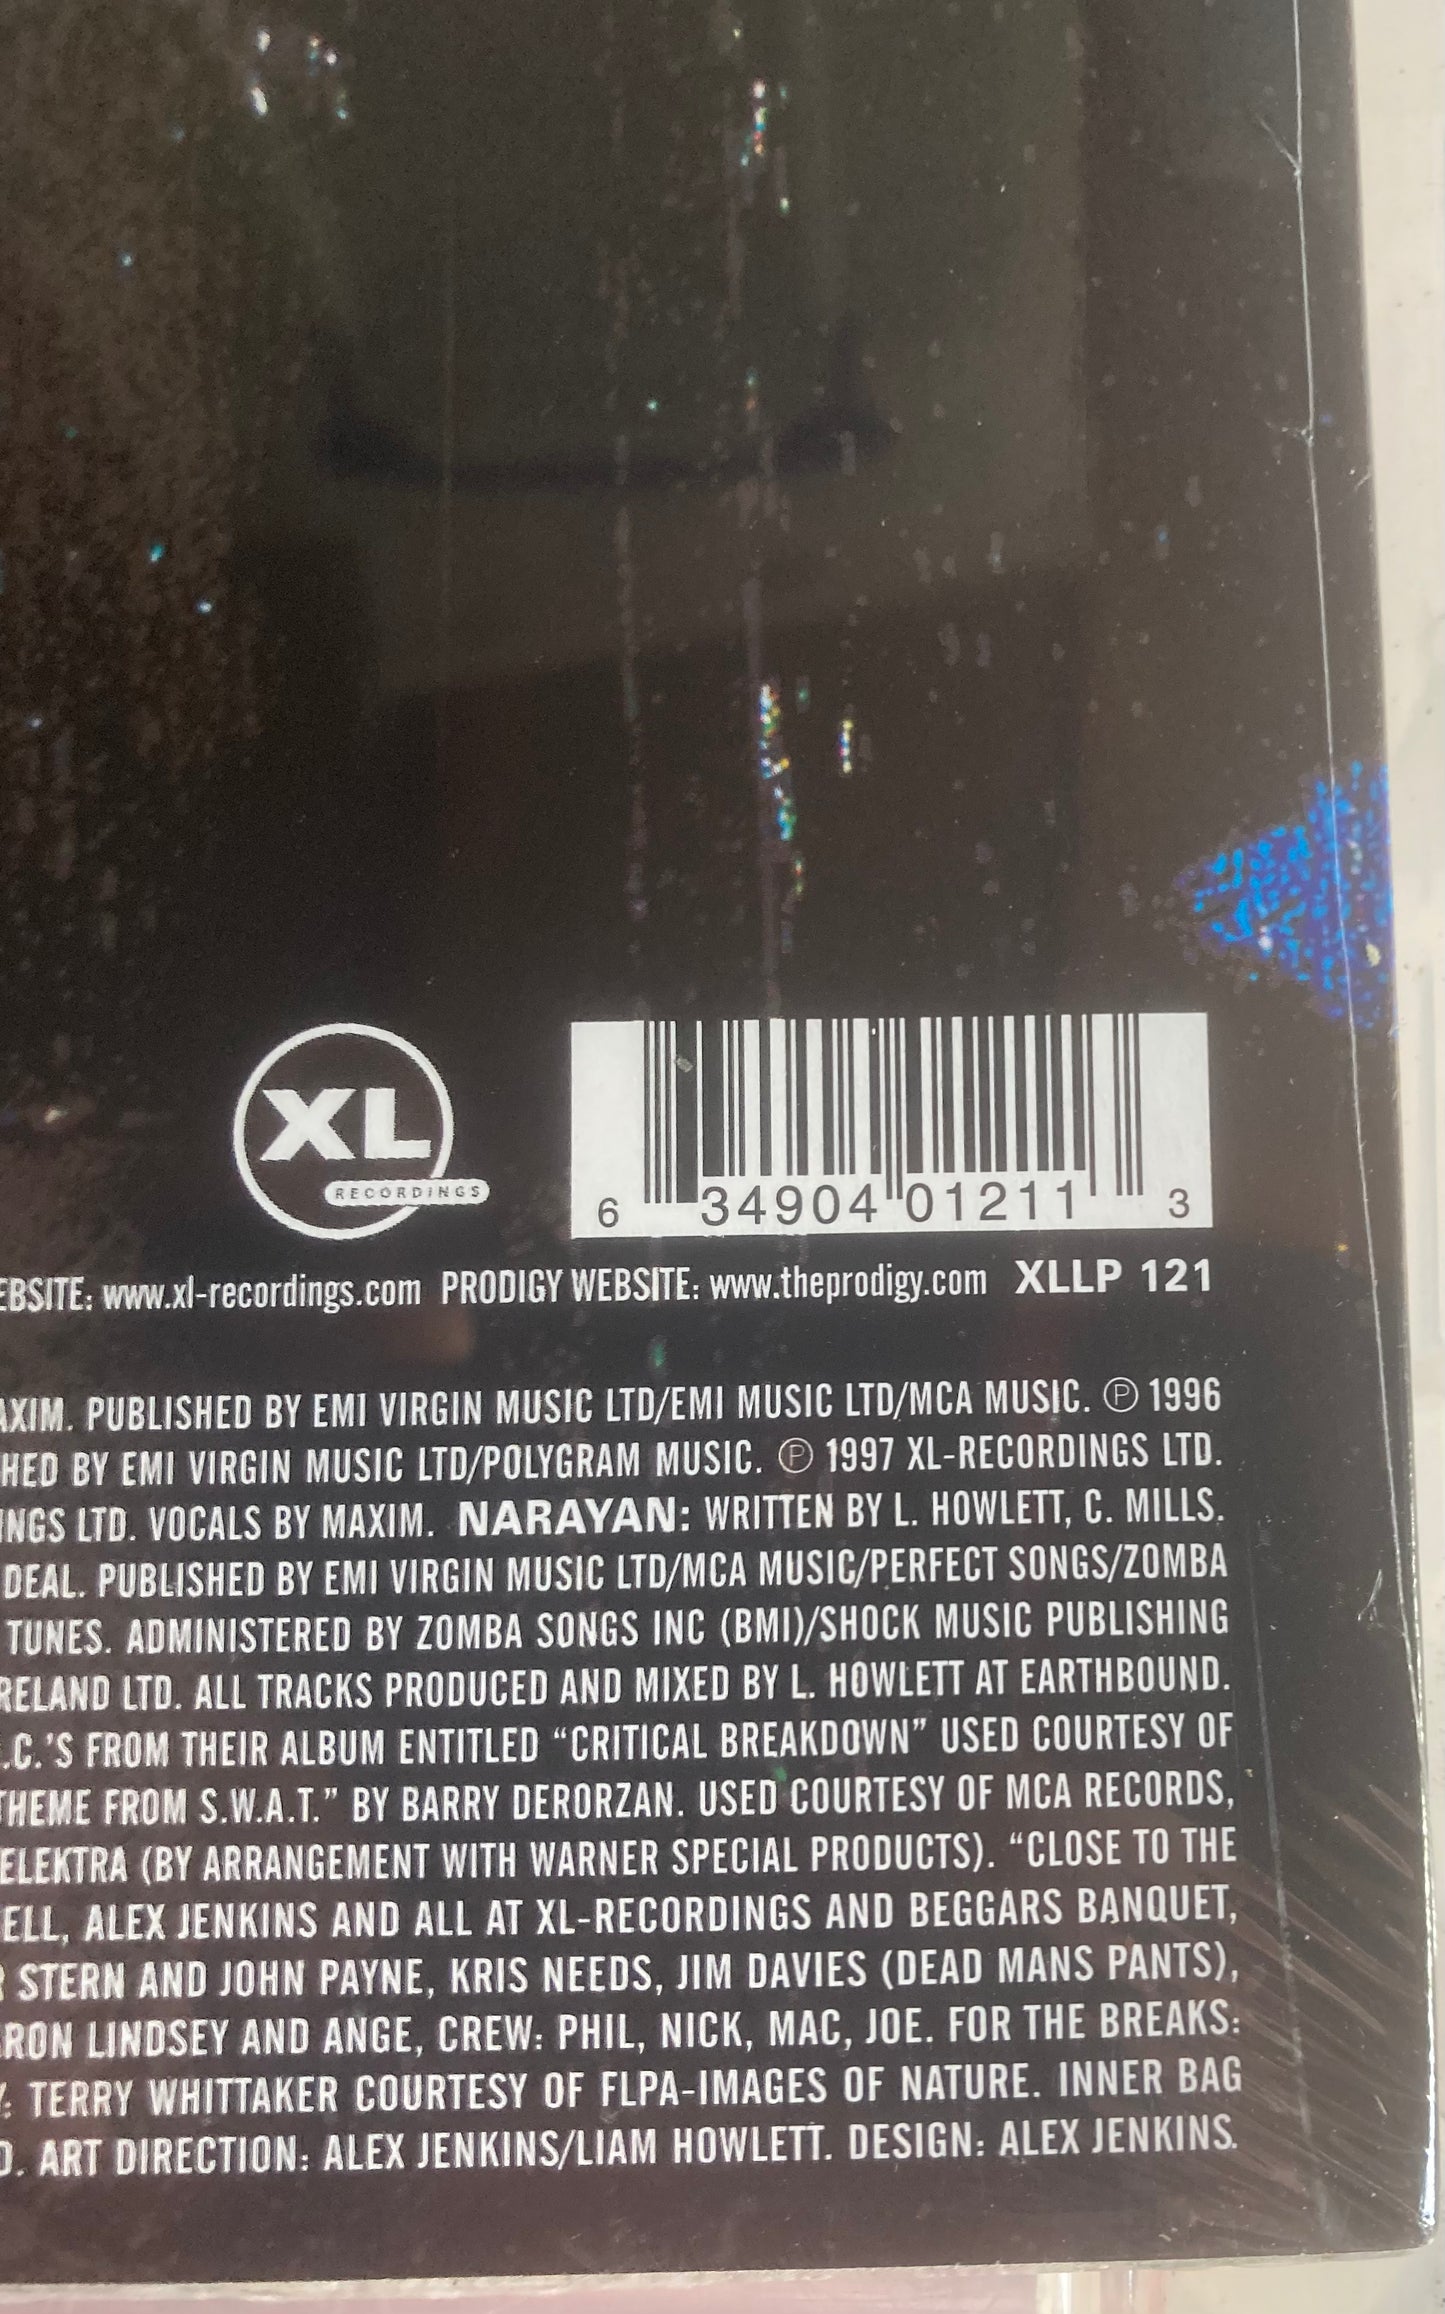 XL
RECORDINGS
6 34904 01211 3
EBSITE: www.xl-recordings.com PRODIGY WEBSITE: www.theprodigy.com XLLP 121
AXIM. PUBLISHED BY EMI VIRGIN MUSIC LTD/EMI MUSIC LTD/MCA MUSIC. ℗ 1996
HED BY EMI VIRGIN MUSIC LTD/POLYGRAM MUSIC. ℗ 1997 XL-RECORDINGS LTD.
INGS LTD. VOCALS BY MAXIM. NARAYAN: WRITTEN BY L. HOWLETT, C. MILLS.
DEAL. PUBLISHED BY EMI VIRGIN MUSIC LTD/MCA MUSIC/PERFECT SONGS/ZOMBA
TUNES. ADMINISTERED BY ZOMBA SONGS INC (BMI)/SHOCK MUSIC PUBLISHING
RELAND LTD. ALL TRACKS PRODUCED AND MIXED BY L. HOWLETT AT EARTHBOUND.
.C.'S FROM THEIR ALBUM ENTITLED “CRITICAL BREAKDOWN” USED COURTESY OF
THEME FROM S.W.A.T.” BY BARRY DERORZAN. USED COURTESY OF MCA RECORDS,
ELEKTRA (BY ARRANGEMENT WITH WARNER SPECIAL PRODUCTS). “CLOSE TO THE
ELL, ALEX JENKINS AND ALL AT XL-RECORDINGS AND BEGGARS BANQUET,
R STERN AND JOHN PAYNE, KRIS NEEDS, JIM DAVIES (DEAD MANS PANTS),
RON LINDSEY AND ANGE, CREW: PHIL, NICK, MAC, JOE. FOR THE BREAKS:
Y: TERRY WHITTAKER COURTESY OF FLPA-IMAGES OF NATURE. INNER BAG
D. ART DIRECTION: ALEX JENKINS/LIAM HOWLETT. DESIGN: ALEX JENKINS.